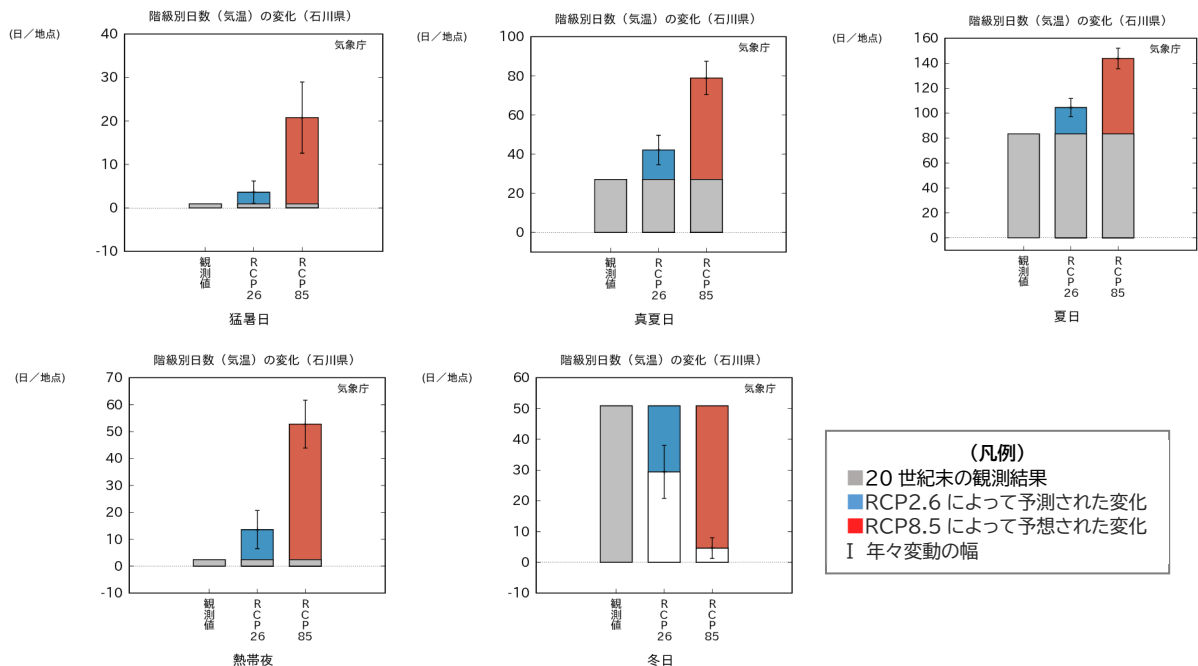 階級別日数（気温）の変化（石川県）
(日／地点)
気象庁
40
30
20
10
0
-10
観測値
RCP26
RCP85
猛暑日
階級別日数（気温）の変化（石川県）
(日／地点)
気象庁
100
80
60
40
20
0
観測値
RCP26
RCP85
真夏日
階級別日数（気温）の変化（石川県）
(日／地点)
気象庁
160
140
120
100
80
60
40
20
0
観測値
RCP26
RCP85
夏日
階級別日数（気温）の変化（石川県）
(日／地点)
気象庁
70
60
50
40
30
20
10
0
-10
観測値
RCP26
RCP85
熱帯夜
階級別日数（気温）の変化（石川県）
(日／地点)
気象庁
60
50
40
30
20
10
0
-10
観測値
RCP26
RCP85
冬日
（凡例）
20 世紀末の観測結果
RCP2.6 によって予測された変化
RCP8.5 によって予想された変化
I 年々変動の幅